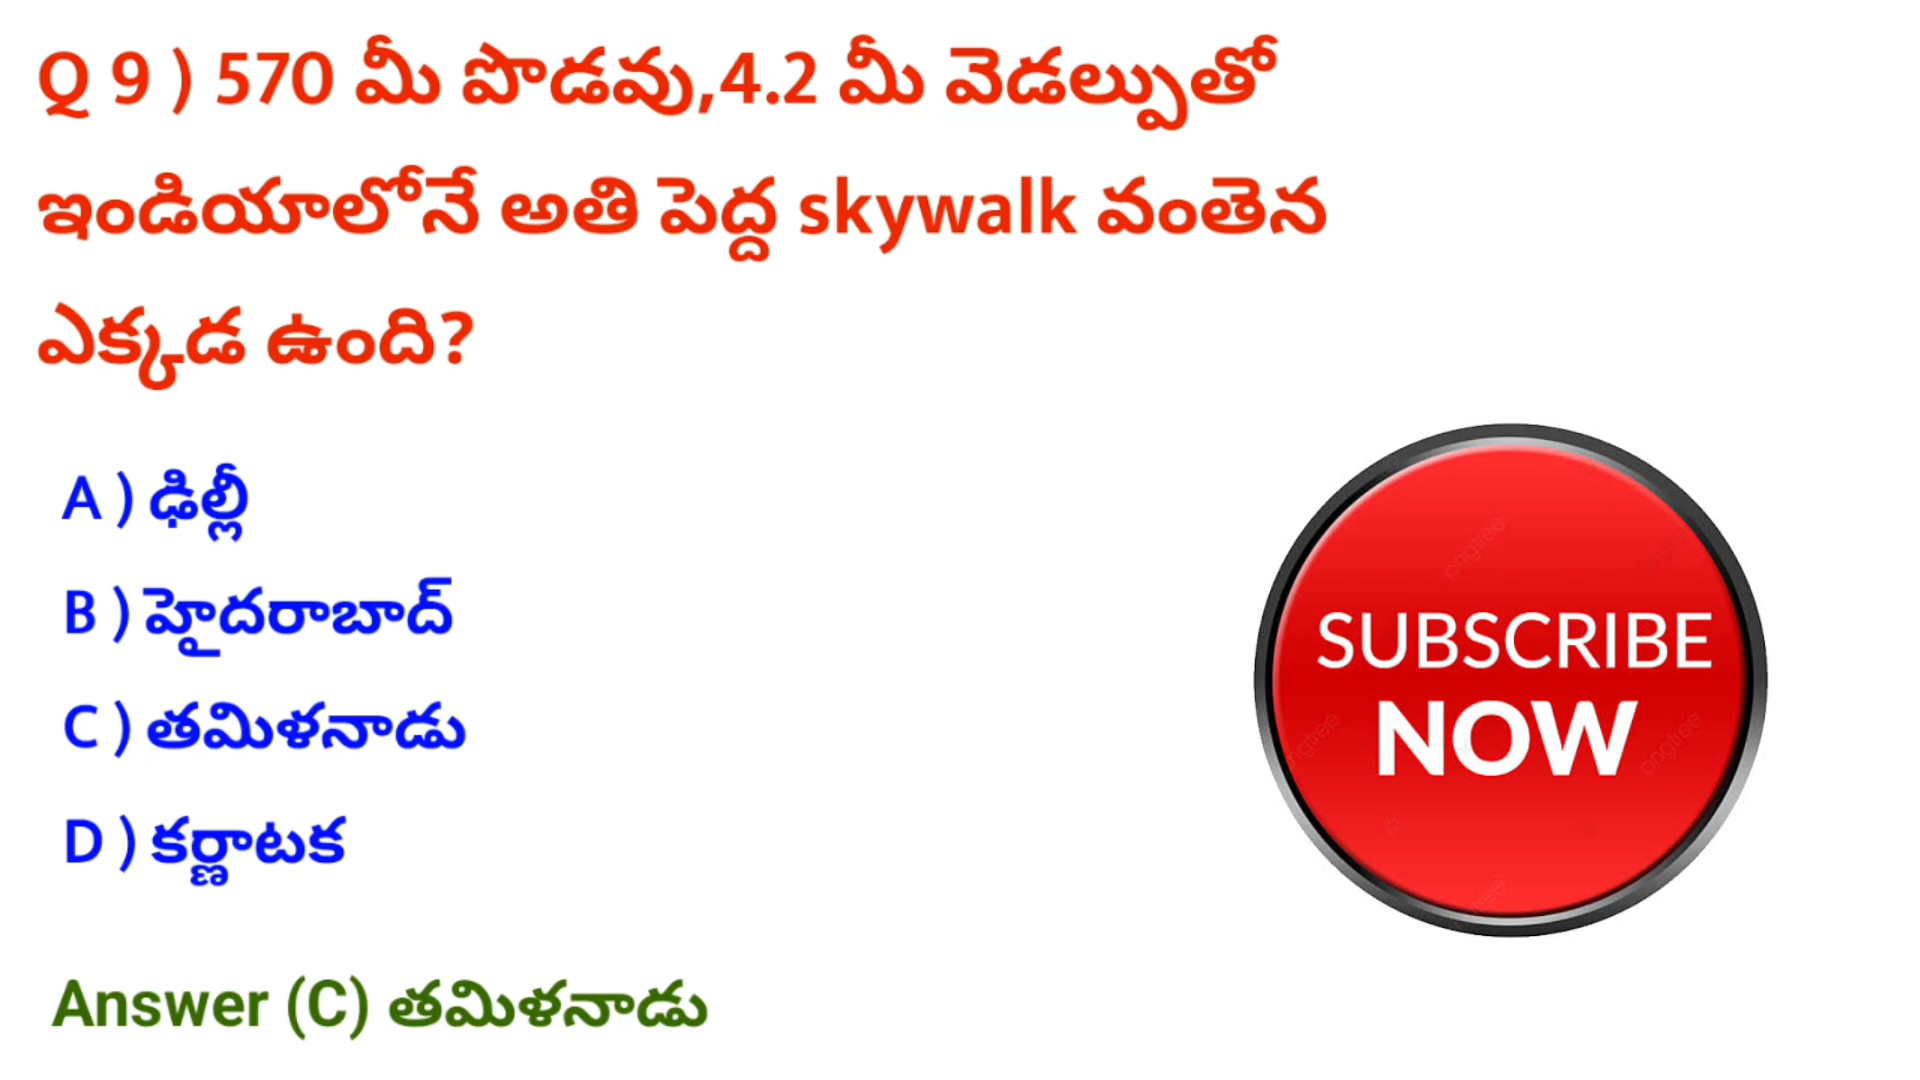 Q 9 ) 570 మీ పొడవు,4.2 మీ వెడల్పుతో
ఇండియాలోనే అతి పెద్ద skywalk వంతెన
ఎక్కడ ఉంది?
A ) ఢిల్లీ
B ) హైదరాబాద్
C ) తమిళనాడు
D ) కర్ణాటక
SUBSCRIBE
NOW
Answer (C) తమిళనాడు